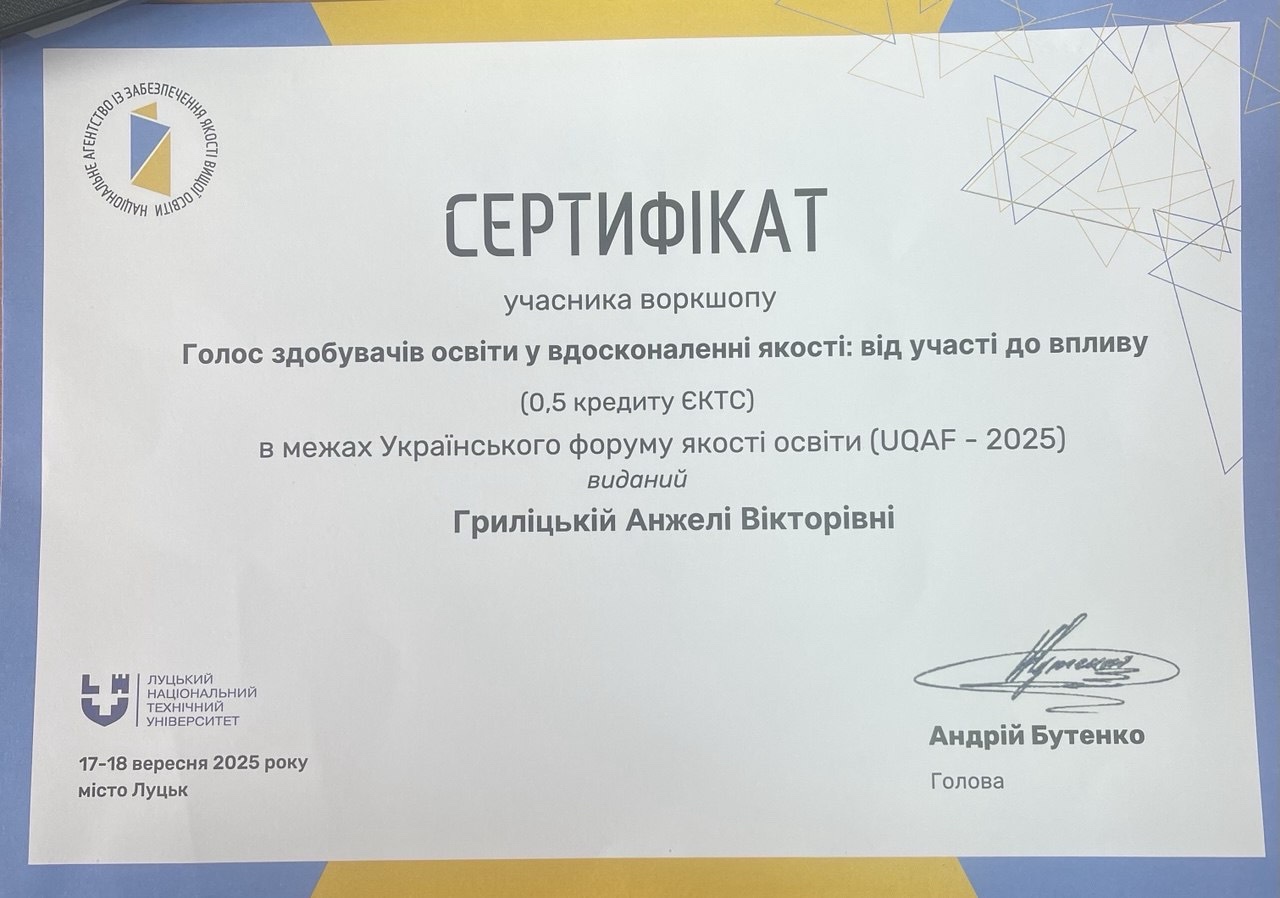 НАЦІОНАЛЬНЕ АГЕНТСТВО ІЗ ЗАБЕЗПЕЧЕННЯ ЯКОСТІ ВИЩОЇ ОСВІТИ
СЕРТИФІКАТ
учасника воркшопу
Голос здобувачів освіти у вдосконаленні якості: від участі до впливу
(0,5 кредиту ЄКТС)
в межах Українського форуму якості освіти (UQAF - 2025)
виданий
Гриліцькій Анжелі Вікторівні
ЛУЦЬКИЙ
НАЦІОНАЛЬНИЙ
ТЕХНІЧНИЙ
УНІВЕРСИТЕТ
17-18 вересня 2025 року
місто Луцьк
Андрій Бутенко
Голова